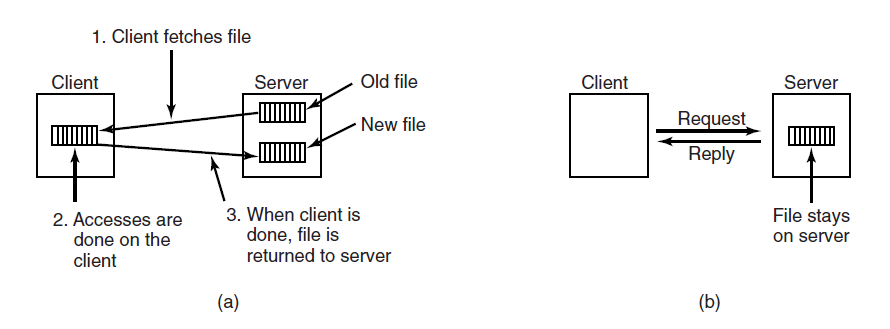 1. Client fetches file
Client
Server
Old file
New file
2. Accesses are
done on the
client
3. When client is
done, file is
returned to server
(a)
Client
Server
Request
Reply
File stays
on server
(b)